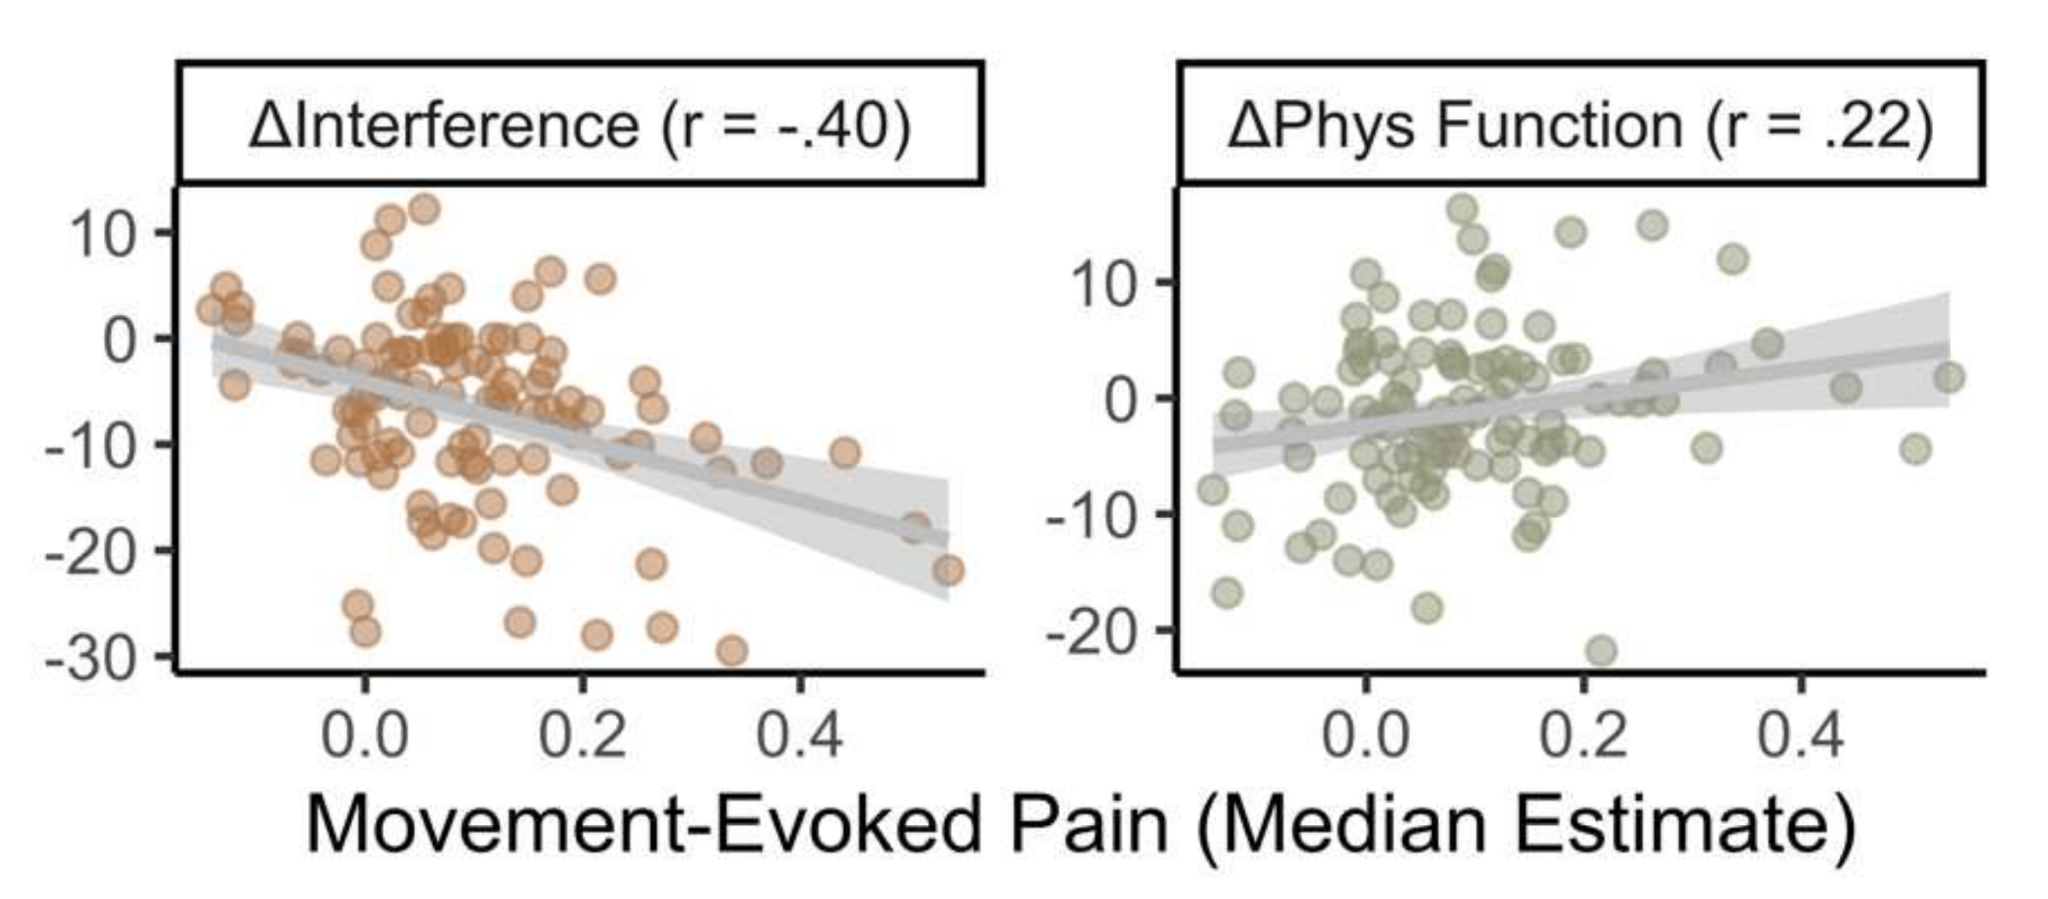 ΔInterference (r = -.40)
ΔPhys Function (r = .22)
10
0
-10
-20
-30
10
0
-10
-20
0.0 0.2 0.4
0.0 0.2 0.4
Movement-Evoked Pain (Median Estimate)